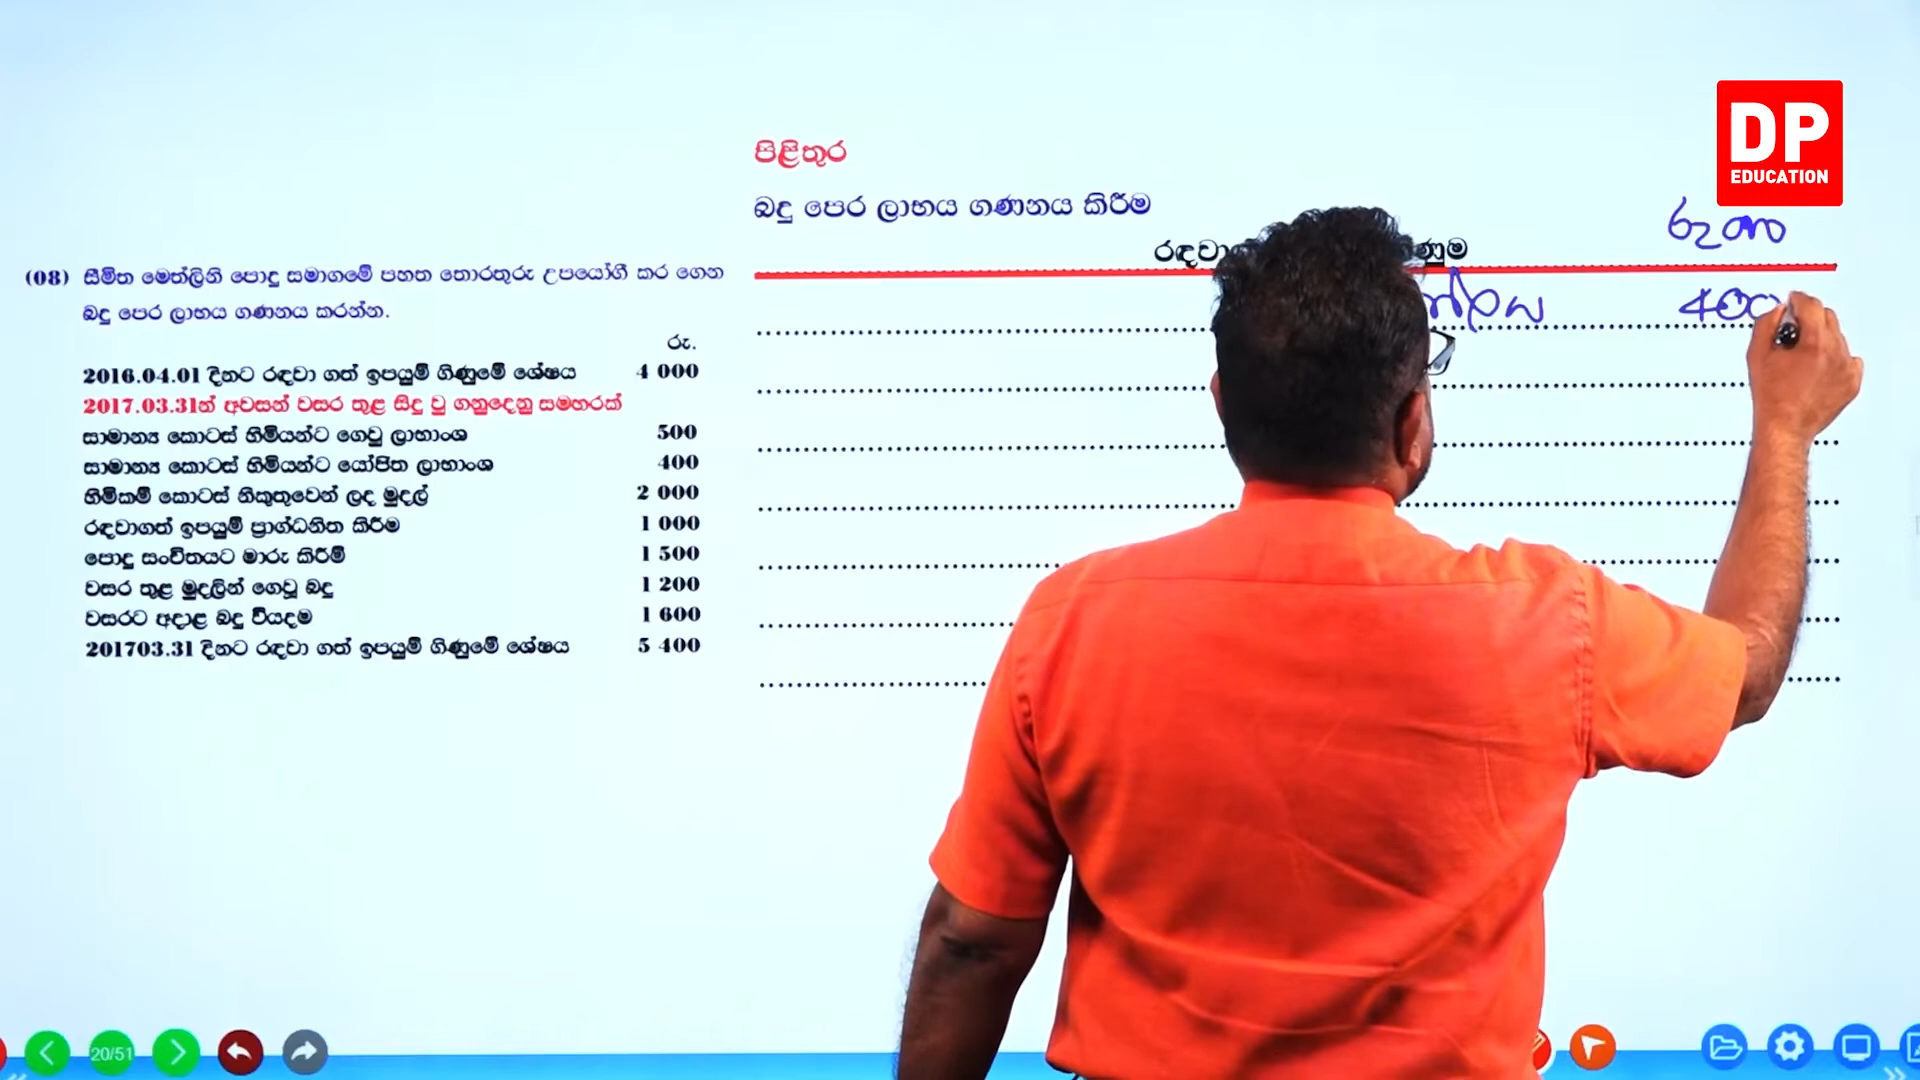 DP
EDUCATION
පිළිතුර
බදු පෙර ලාභය ගණනය කිරීම
රු 000
(08) සීමිත මෙත්ලිනි පොදු සමාගමේ පහත තොරතුරු උපයෝගී කර ගෙන
බදු පෙර ලාභය ගණනය කරන්න.
රු.
2016.04.01 දිනට රඳවා ගත් ඉපයුම් ගිණුමේ ශේෂය 4 000
2017.03.31න් අවසන් වසර තුළ සිදු වු ගනුදෙනු සමහරක්
සාමාන්‍ය කොටස් හිමියන්ට ගෙවු ලාභාංශ 500
සාමාන්‍ය කොටස් හිමියන්ට යෝජිත ලාභාංශ 400
හිමිකම් කොටස් නිකුතුවෙන් ලද මුදල් 2 000
රඳවාගත් ඉපයුම් ප්‍රාග්ධනිත කිරීම 1 000
පොදු සංචිතයට මාරු කිරීම් 1 500
වසර තුළ මුදලින් ගෙවූ බදු 1 200
වසරට අදාළ බදු වියදම 1 600
201703.31 දිනට රඳවා ගත් ඉපයුම් ගිණුමේ ශේෂය 5 400
20/51